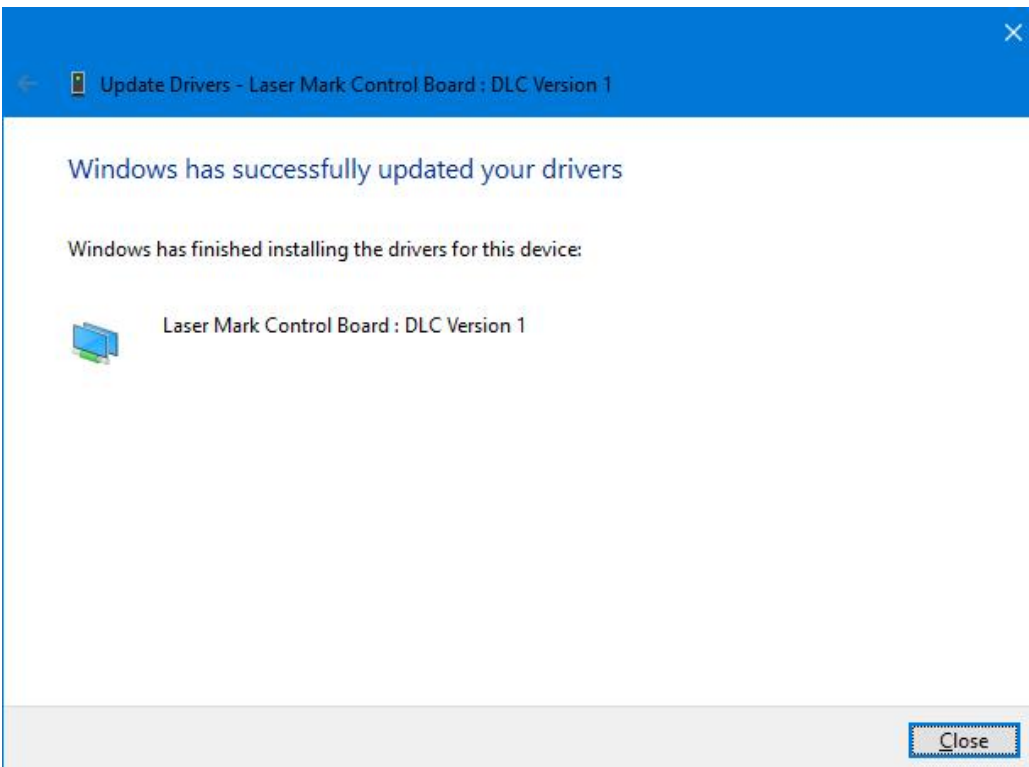 Update Drivers - Laser Mark Control Board : DLC Version 1
Windows has successfully updated your drivers
Windows has finished installing the drivers for this device:
Laser Mark Control Board : DLC Version 1
Close